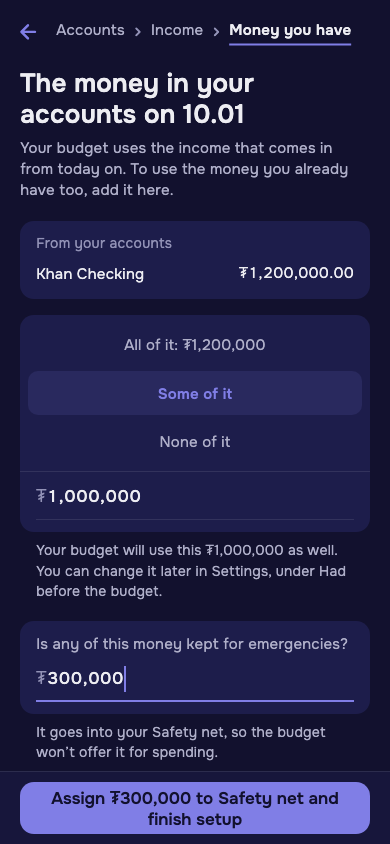 Accounts > Income > Money you have
The money in your
accounts on 10.01
Your budget uses the income that comes in
from today on. To use the money you already
have too, add it here.
From your accounts
Khan Checking ₮1,200,000.00
All of it: ₮1,200,000
Some of it
None of it
₮1,000,000
Your budget will use this ₮1,000,000 as well.
You can change it later in Settings, under Had
before the budget.
Is any of this money kept for emergencies?
₮300,000
It goes into your Safety net, so the budget
won’t offer it for spending.
Assign ₮300,000 to Safety net and
finish setup